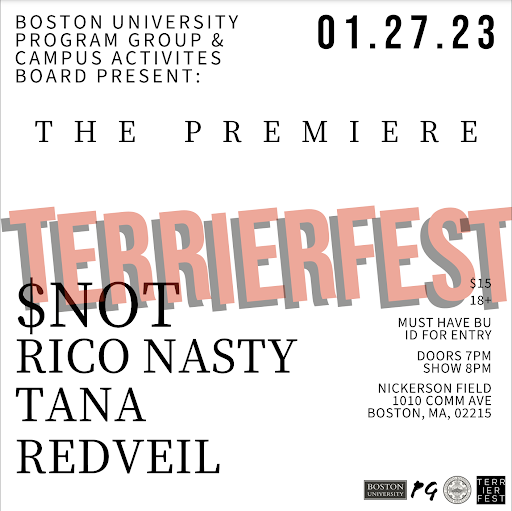 BOSTON UNIVERSITY
PROGRAM GROUP &
CAMPUS ACTIVITES
BOARD PRESENT:
01.27.23
THE PREMIERE
TERRIERFEST
$NOT
RICO NASTY
TANA
REDVEIL
$15
18+
MUST HAVE BU
ID FOR ENTRY
DOORS 7PM
SHOW 8PM
NICKERSON FIELD
1010 COMM AVE
BOSTON, MA, 02215
BOSTON
UNIVERSITY
PG
TERR
IER
FEST